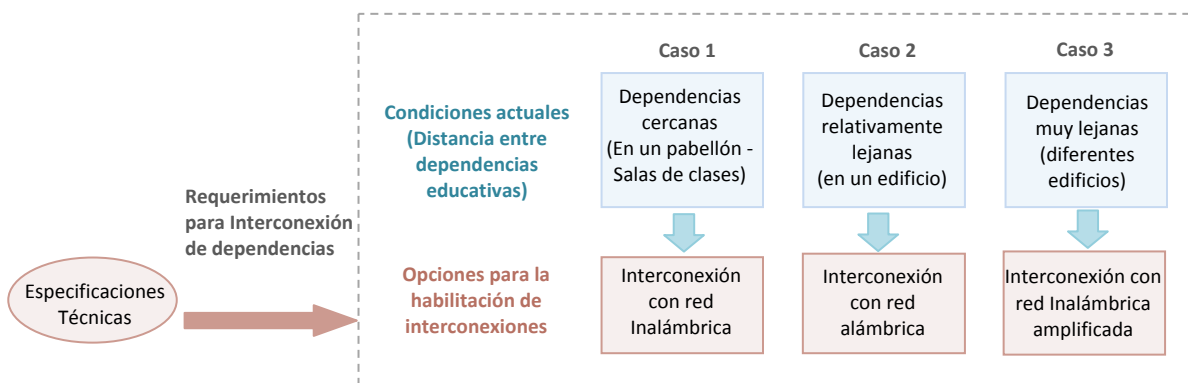 Caso 1
Caso 2
Caso 3
Condiciones actuales
(Distancia entre
dependencias
educativas)
Dependencias
cercanas
(En un pabellón -
Salas de clases)
Dependencias
relativamente
lejanas
(en un edificio)
Dependencias
muy lejanas
(diferentes
edificios)
Requerimientos
para Interconexión
de dependencias
Especificaciones
Técnicas
Opciones para la
habilitación de
interconexiones
Interconexión
con red
Inalámbrica
Interconexión
con red
alámbrica
Interconexión con
red Inalámbrica
amplificada